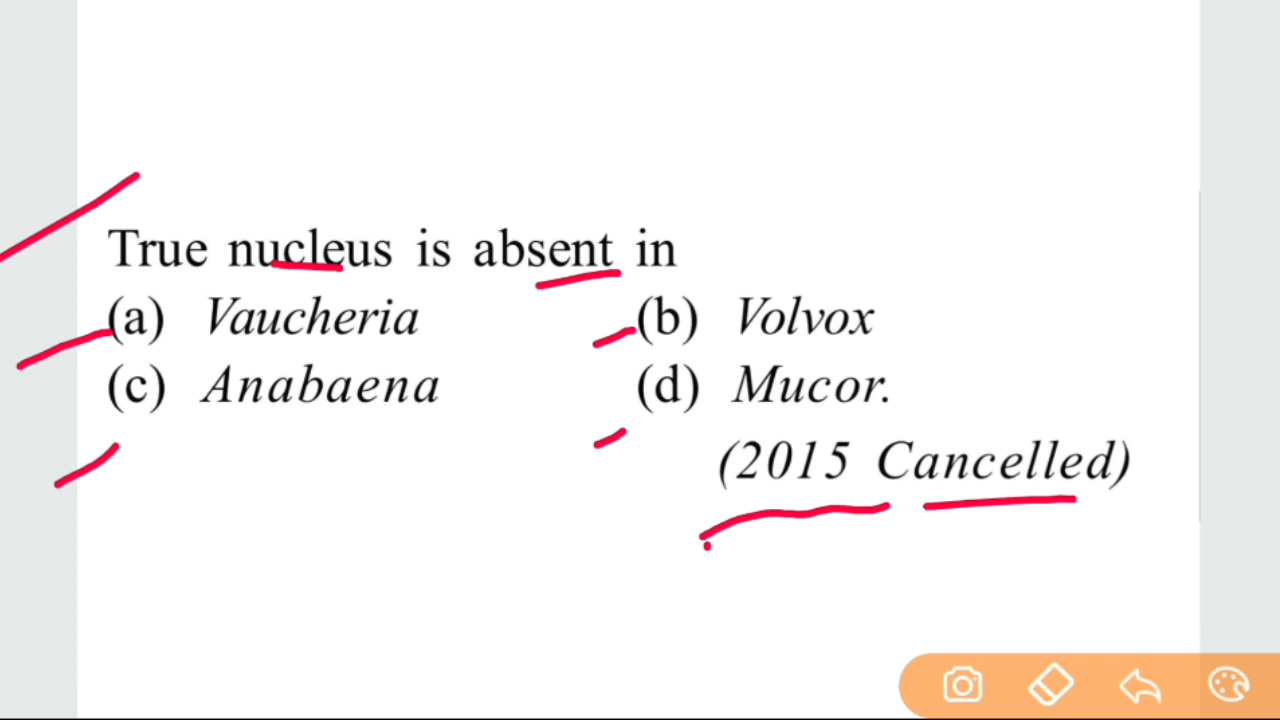 True nucleus is absent in
(a) Vaucheria (b) Volvox
(c) Anabaena (d) Mucor.
(2015 Cancelled)